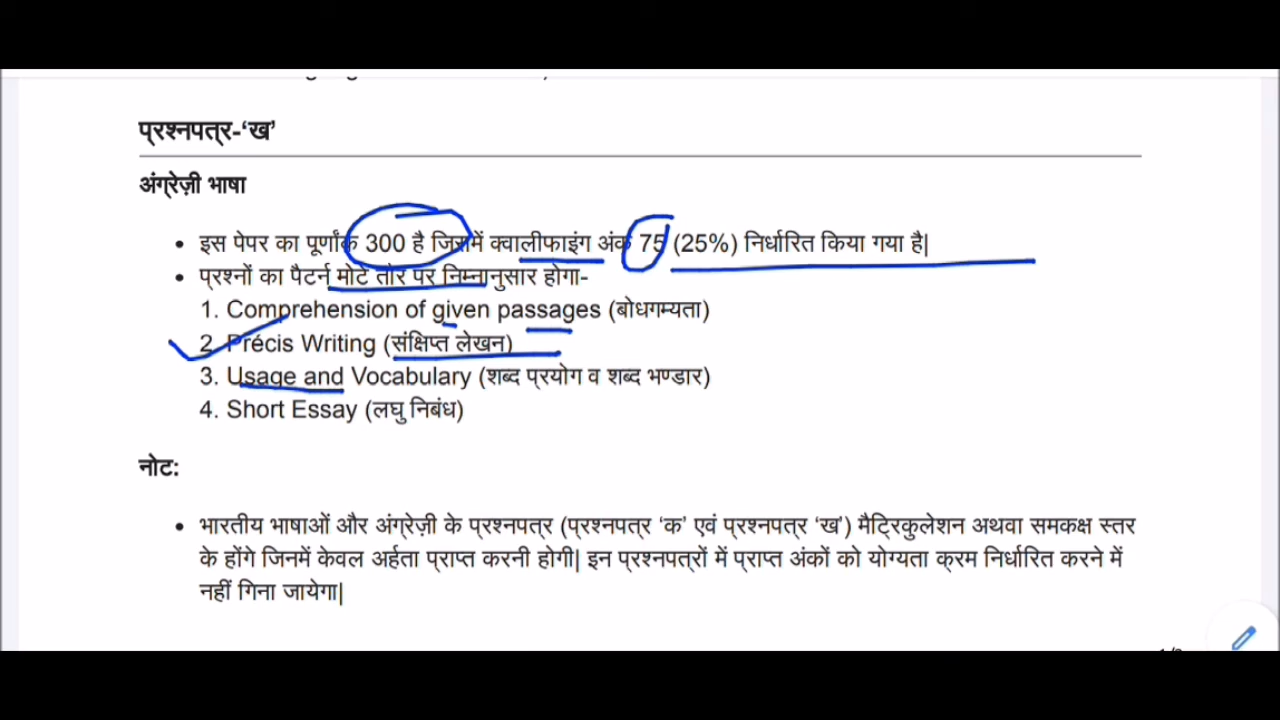 प्रश्नपत्र-‘ख’
अंग्रेज़ी भाषा
• इस पेपर का पूर्णांक 300 है जिसमें क्वालीफाइंग अंक 75 (25%) निर्धारित किया गया है|
• प्रश्नों का पैटर्न मोटे तौर पर निम्नानुसार होगा-
1. Comprehension of given passages (बोधगम्यता)
2. Précis Writing (संक्षिप्त लेखन)
3. Usage and Vocabulary (शब्द प्रयोग व शब्द भण्डार)
4. Short Essay (लघु निबंध)
नोट:
• भारतीय भाषाओं और अंग्रेज़ी के प्रश्नपत्र (प्रश्नपत्र ‘क’ एवं प्रश्नपत्र ‘ख’) मैट्रिकुलेशन अथवा समकक्ष स्तर
के होंगे जिनमें केवल अर्हता प्राप्त करनी होगी| इन प्रश्नपत्रों में प्राप्त अंकों को योग्यता क्रम निर्धारित करने में
नहीं गिना जायेगा|